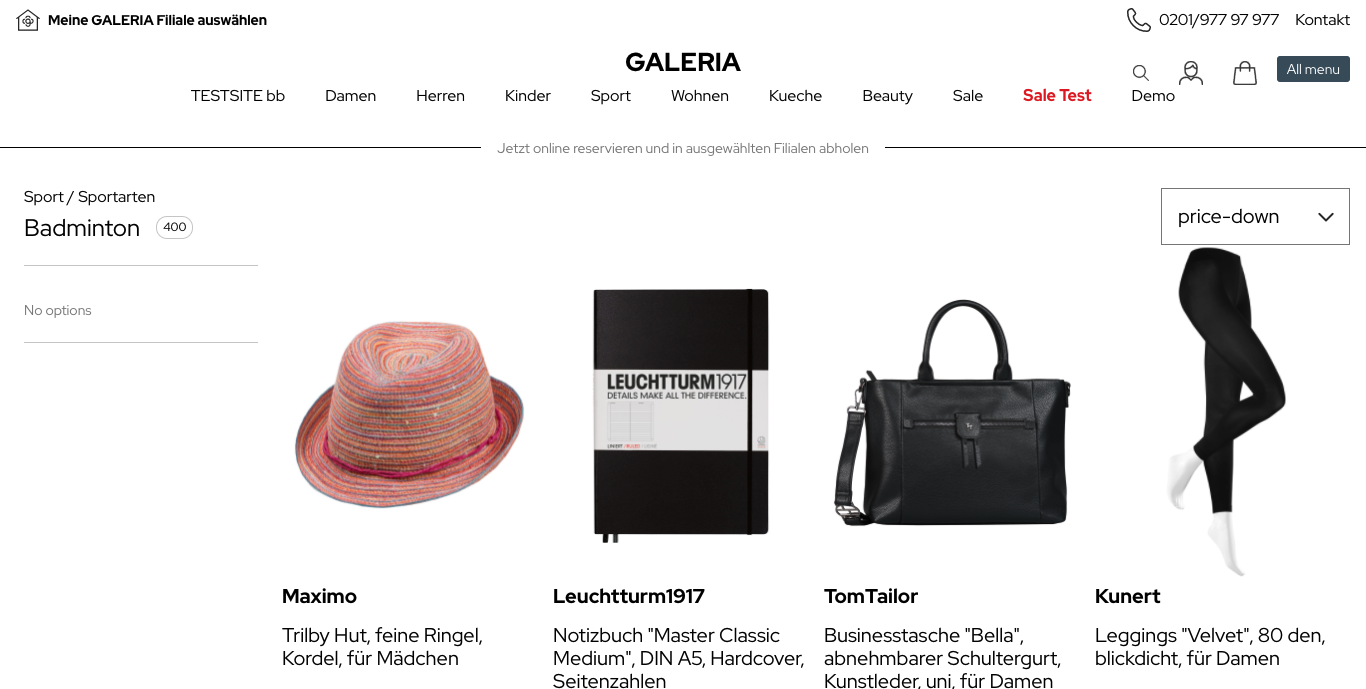 Meine GALERIA Filiale auswählen
0201/977 97 977 Kontakt
GALERIA
All menu
TESTSITE bb Damen Herren Kinder Sport Wohnen Kueche Beauty Sale Sale Test Demo
Jetzt online reservieren und in ausgewählten Filialen abholen
Sport / Sportarten
Badminton 400
price-down
No options
LEUCHTTURM1917
DETAILS MAKE ALL THE DIFFERENCE.
Maximo
Trilby Hut, feine Ringel,
Kordel, für Mädchen
Leuchtturm1917
Notizbuch "Master Classic
Medium", DIN A5, Hardcover,
Seitenzahlen
TomTailor
Businesstasche "Bella",
abnehmbarer Schultergurt,
Kunstleder, uni, für Damen
Kunert
Leggings "Velvet", 80 den,
blickdicht, für Damen